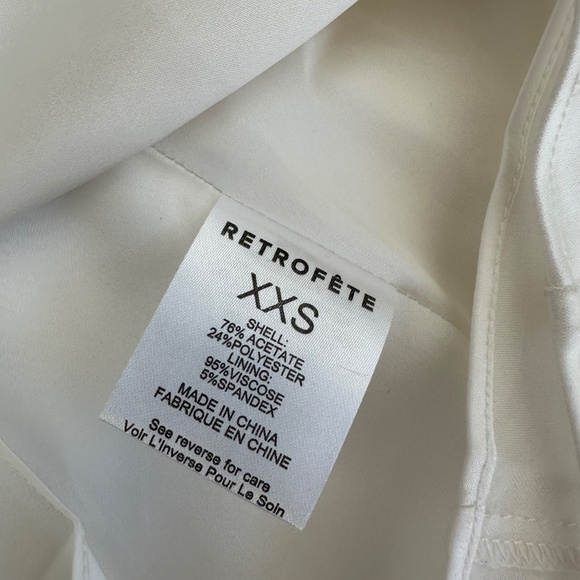 RETROFÊTE
XXS
SHELL:
76% ACETATE
24%POLYESTER
LINING:
95%VISCOSE
5%SPANDEX
MADE IN CHINA
FABRIQUE EN CHINE
See reverse for care
Voir L'Inverse Pour Le Soin